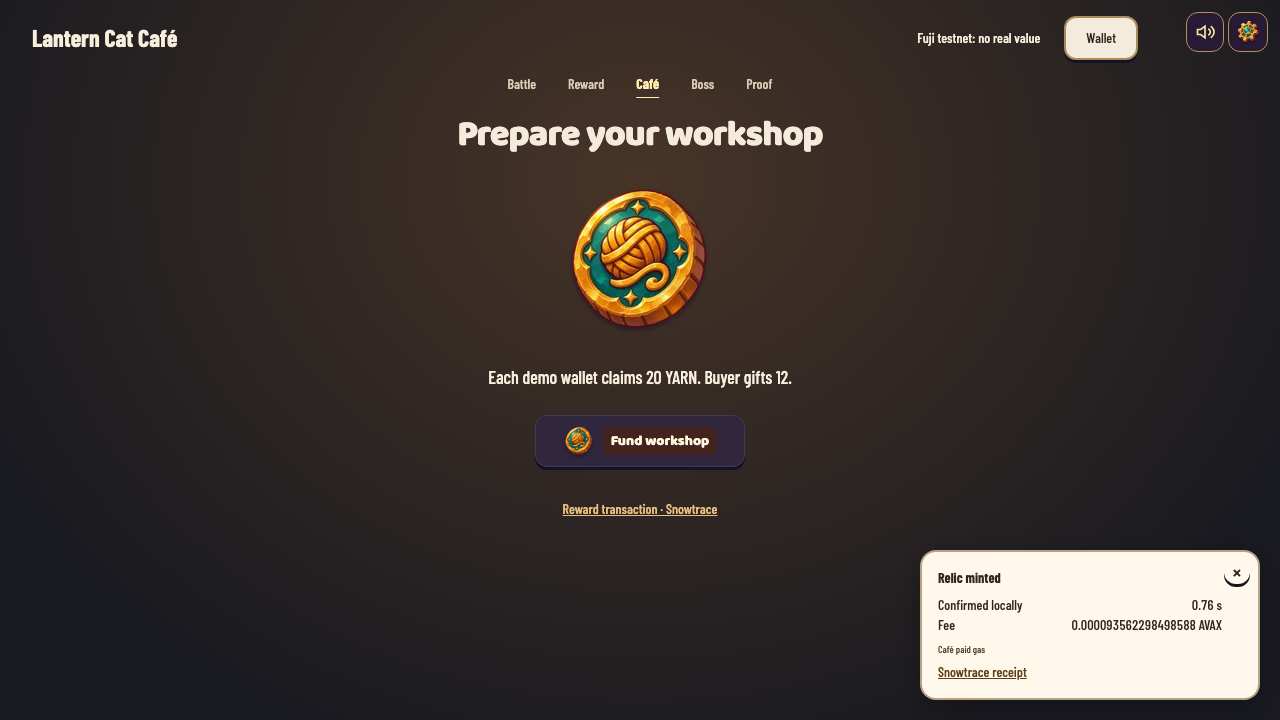 Lantern Cat Café
Fuji testnet: no real value
Wallet
Battle
Reward
Café
Boss
Proof
Prepare your workshop
Each demo wallet claims 20 YARN. Buyer gifts 12.
Fund workshop
Reward transaction · Snowtrace
Relic minted
×
Confirmed locally 0.76 s
Fee 0.000093562298498588 AVAX
Café paid gas
Snowtrace receipt